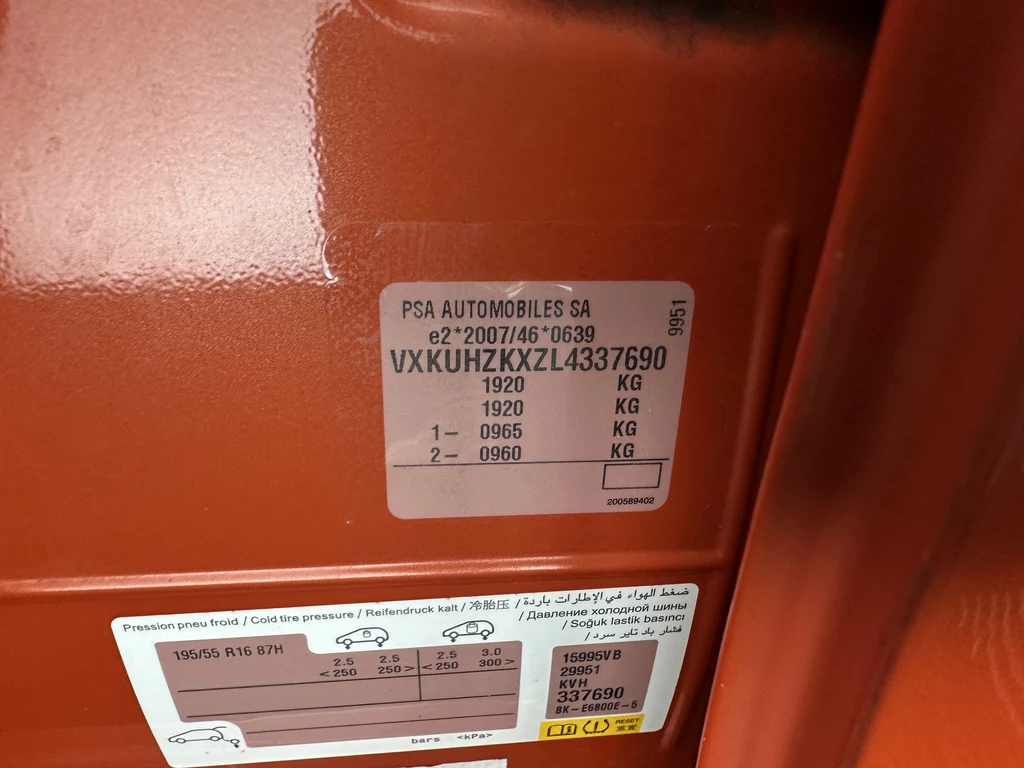 PSA AUTOMOBILES SA
9951
e2*2007/46*0639
VXKUHZKXZL4337690
1920 KG
1920 KG
1- 0965 KG
2- 0960 KG
200589402
Pression pneu froid / Cold tire pressure / Reifendruck kalt / 冷胎压 / ضغط الهواء في الإطارات باردة /
/ Давление холодной шины
/ Soğuk lastik basıncı
فشار باد تایر سرد /
195/55 R16 87H
2.5 2.5 2.5 3.0
<250 250> <250 300>
bars <kPa>
15995VB
29951
KVH
337690
BK-E6800E-5
RESET